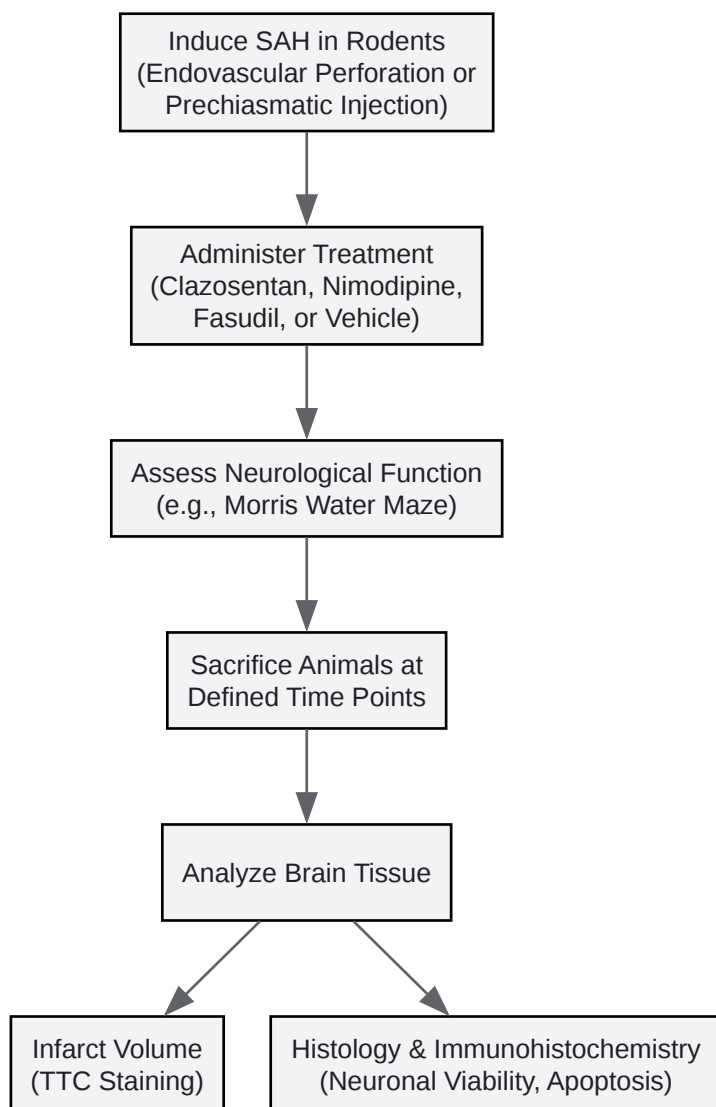 Induce SAH in Rodents
(Endovascular Perforation or
Prechiasmatic Injection)
Administer Treatment
(Clazosentan, Nimodipine,
Fasudil, or Vehicle)
Assess Neurological Function
(e.g., Morris Water Maze)
Sacrifice Animals at
Defined Time Points
Analyze Brain Tissue
Infarct Volume
(TTC Staining)
Histology & Immunohistochemistry
(Neuronal Viability, Apoptosis)